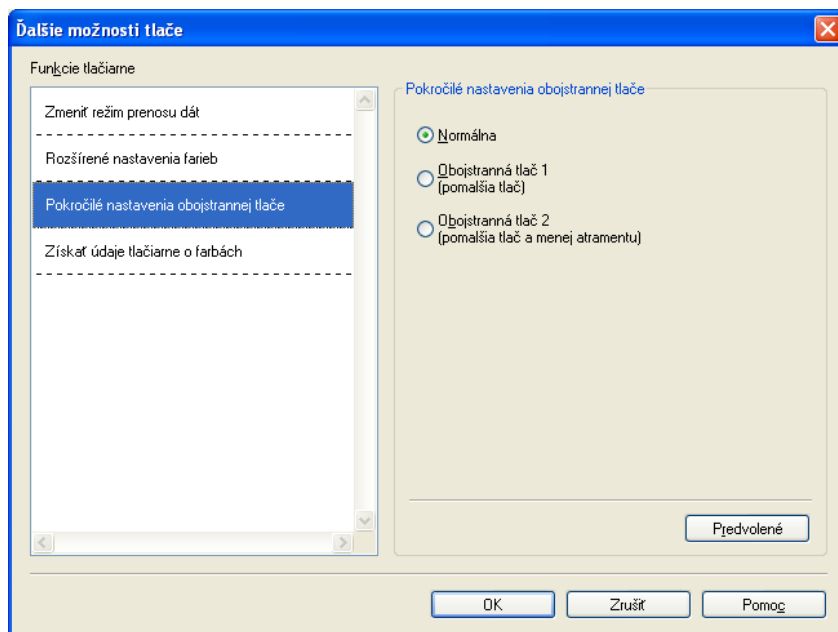 Ďalšie možnosti tlače
Funkcie tlačiarne
Zmeniť režim prenosu dát
Rozšírené nastavenia farieb
Pokročilé nastavenia obojstrannej tlače
Získať údaje tlačiarne o farbách
Pokročilé nastavenia obojstrannej tlače
Normálna
Obojstranná tlač 1
(pomalšia tlač)
Obojstranná tlač 2
(pomalšia tlač a menej atramentu)
Predvolené
OK
Zrušiť
Pomoc